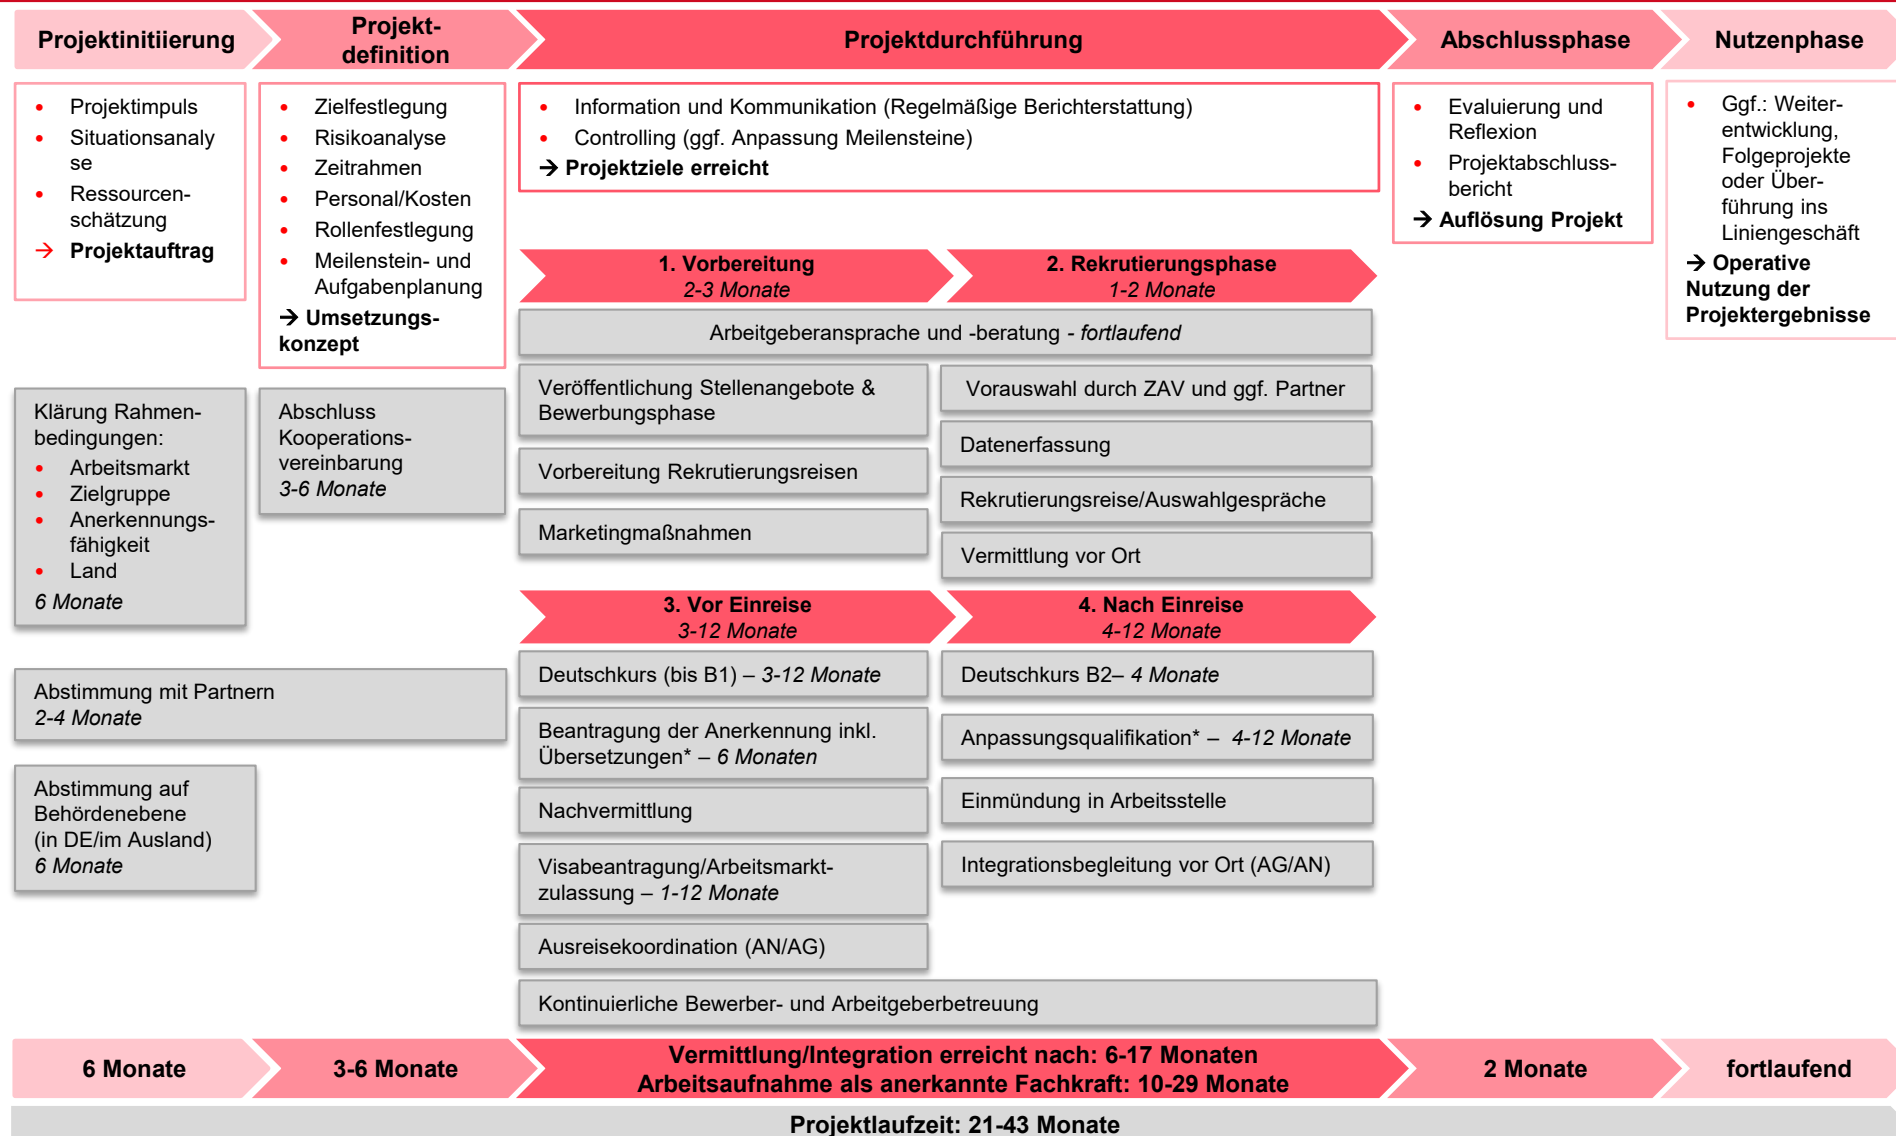 Projektinitiierung
Projekt-
definition
Projektdurchführung
Abschlussphase
Nutzenphase
• Projektimpuls
• Situationsanaly
se
• Ressourcen-
schätzung
→ Projektauftrag
• Zielfestlegung
• Risikoanalyse
• Zeitrahmen
• Personal/Kosten
• Rollenfestlegung
• Meilenstein- und
Aufgabenplanung
→ Umsetzungs-
konzept
• Information und Kommunikation (Regelmäßige Berichterstattung)
• Controlling (ggf. Anpassung Meilensteine)
→ Projektziele erreicht
• Evaluierung und
Reflexion
• Projektabschluss-
bericht
→ Auflösung Projekt
• Ggf.: Weiter-
entwicklung,
Folgeprojekte
oder Über-
führung ins
Liniengeschäft
→ Operative
Nutzung der
Projektergebnisse
Klärung Rahmen-
bedingungen:
• Arbeitsmarkt
• Zielgruppe
• Anerkennungs-
fähigkeit
• Land
6 Monate
Abschluss
Kooperations-
vereinbarung
3-6 Monate
Abstimmung mit Partnern
2-4 Monate
Abstimmung auf
Behördenebene
(in DE/im Ausland)
6 Monate
1. Vorbereitung
2-3 Monate
2. Rekrutierungsphase
1-2 Monate
Arbeitgeberansprache und -beratung - fortlaufend
Veröffentlichung Stellenangebote &
Bewerbungsphase
Vorbereitung Rekrutierungsreisen
Marketingmaßnahmen
Vorauswahl durch ZAV und ggf. Partner
Datenerfassung
Rekrutierungsreise/Auswahlgespräche
Vermittlung vor Ort
3. Vor Einreise
3-12 Monate
4. Nach Einreise
4-12 Monate
Deutschkurs (bis B1) – 3-12 Monate
Beantragung der Anerkennung inkl.
Übersetzungen* – 6 Monaten
Nachvermittlung
Visabeantragung/Arbeitsmarkt-
zulassung – 1-12 Monate
Ausreisekoordination (AN/AG)
Deutschkurs B2– 4 Monate
Anpassungsqualifikation* – 4-12 Monate
Einmündung in Arbeitsstelle
Integrationsbegleitung vor Ort (AG/AN)
Kontinuierliche Bewerber- und Arbeitgeberbetreuung
6 Monate
3-6 Monate
Vermittlung/Integration erreicht nach: 6-17 Monaten
Arbeitsaufnahme als anerkannte Fachkraft: 10-29 Monate
2 Monate
fortlaufend
Projektlaufzeit: 21-43 Monate